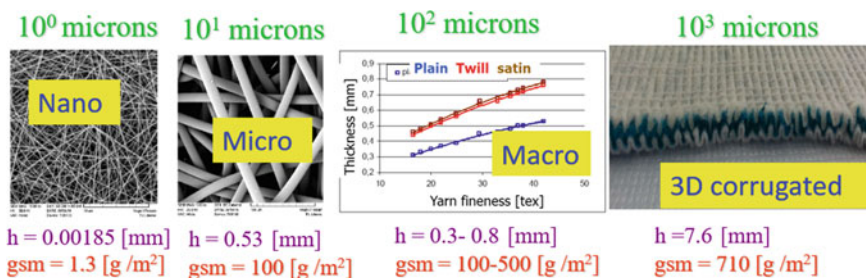 10⁰ microns
10¹ microns
10² microns
10³ microns
Nano
Micro
Plain Twill satin
Thickness [mm]
0,9
0,8
0,7
0,6
0,5
0,4
0,3
0,2
10 20 30 40 50
Yarn fineness [tex]
Macro
3D corrugated
h = 0.00185 [mm]
gsm = 1.3 [g /m²]
h = 0.53 [mm]
gsm = 100 [g /m²]
h = 0.3- 0.8 [mm]
gsm = 100-500 [g /m²]
h =7.6 [mm]
gsm = 710 [g /m²]